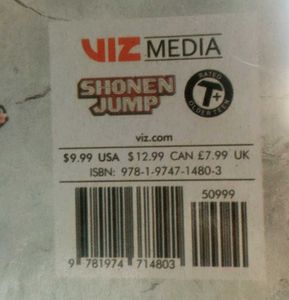 VIZ MEDIA
SHONEN
JUMP
RATED
T+
OLDER TEEN
viz.com
$9.99 USA $12.99 CAN £7.99 UK
ISBN: 978-1-9747-1480-3
50999
9 781974 714803